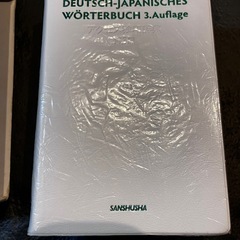 DEUTSCH-JAPANISCHES
WÖRTERBUCH 3.Auflage
SANSHUSHA